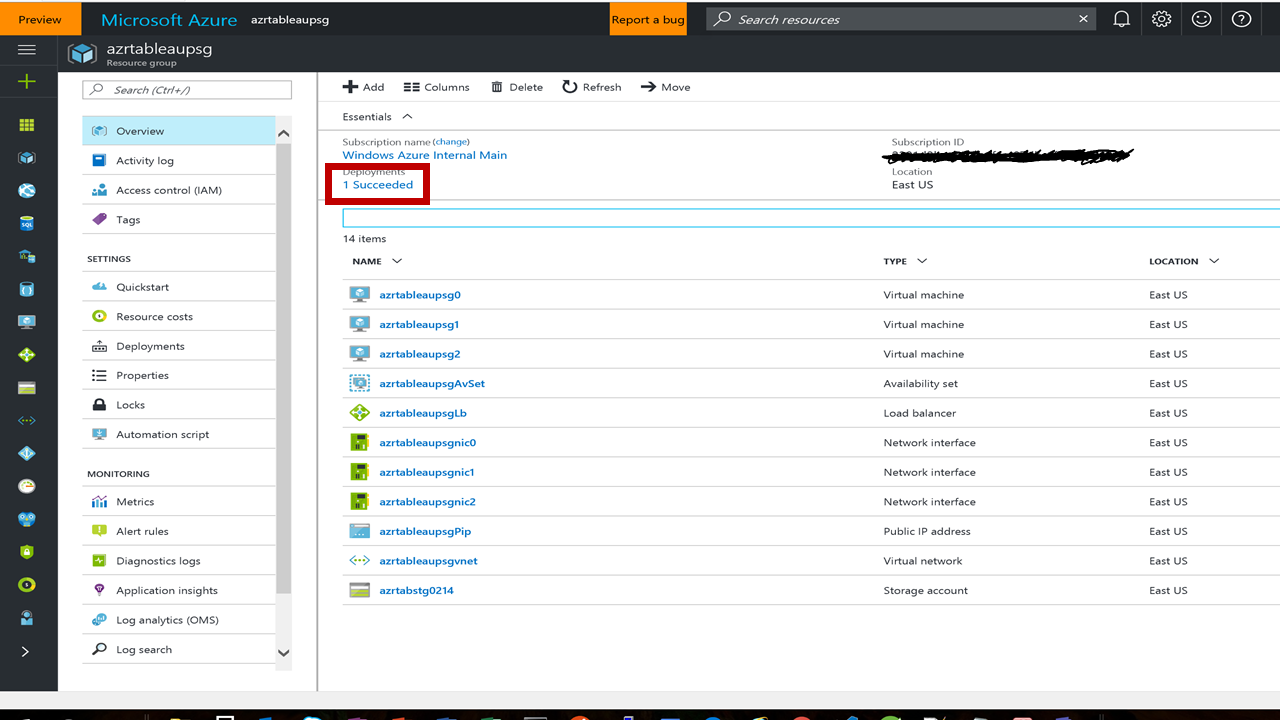 Preview Microsoft Azure azrtableaupsg Report a bug Search resources
azrtableaupsg
Resource group
Search (Ctrl+/)
Overview
Activity log
Access control (IAM)
Tags
SETTINGS
Quickstart
Resource costs
Deployments
Properties
Locks
Automation script
MONITORING
Metrics
Alert rules
Diagnostics logs
Application insights
Log analytics (OMS)
Log search
Add Columns Delete Refresh Move
Essentials
Subscription name (change)
Windows Azure Internal Main
Deployments
1 Succeeded
Subscription ID
Location
East US
14 items
NAME TYPE LOCATION
azrtableaupsg0 Virtual machine East US
azrtableaupsg1 Virtual machine East US
azrtableaupsg2 Virtual machine East US
azrtableaupsgAvSet Availability set East US
azrtableaupsgLb Load balancer East US
azrtableaupsgnic0 Network interface East US
azrtableaupsgnic1 Network interface East US
azrtableaupsgnic2 Network interface East US
azrtableaupsgPip Public IP address East US
azrtableaupsgvnet Virtual network East US
azrtabstg0214 Storage account East US